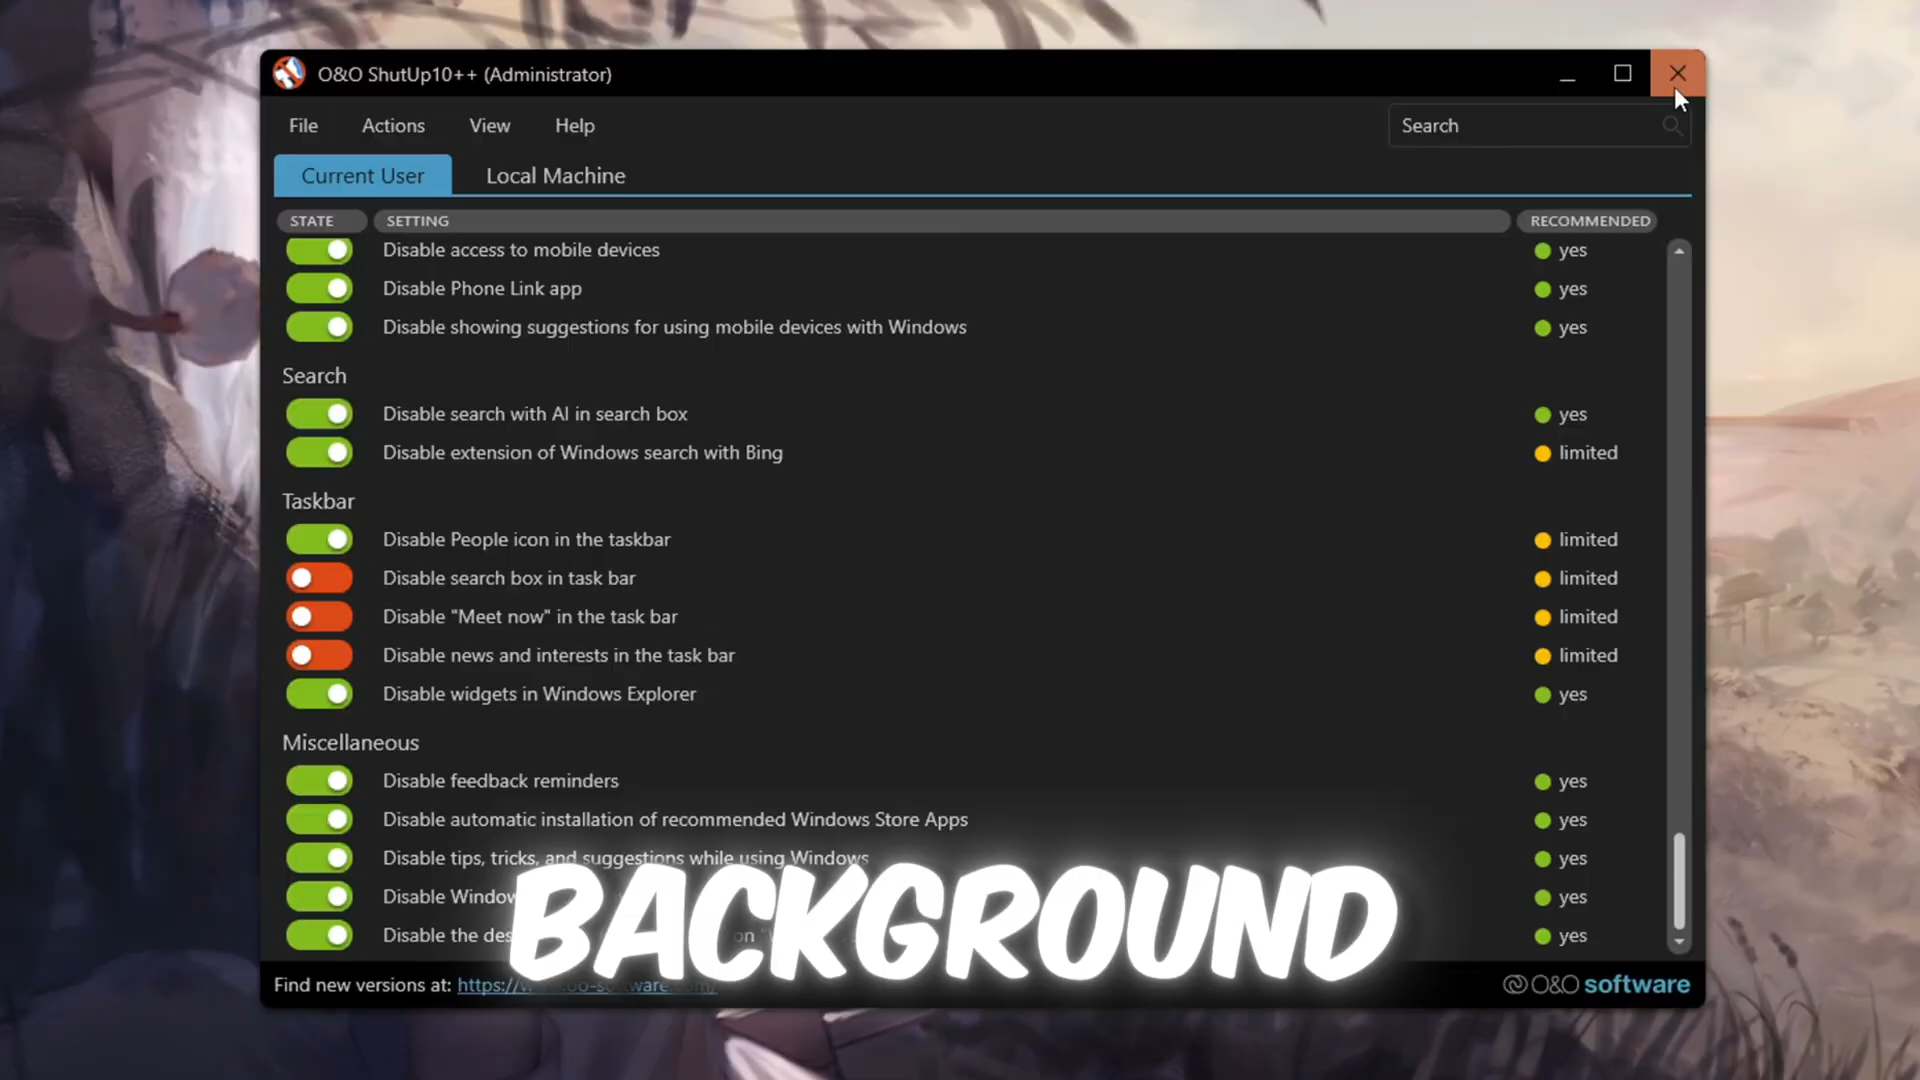 O&O ShutUp10++ (Administrator)
File Actions View Help Search
Current User Local Machine
STATE SETTING RECOMMENDED
Disable access to mobile devices yes
Disable Phone Link app yes
Disable showing suggestions for using mobile devices with Windows yes
Search
Disable search with AI in search box yes
Disable extension of Windows search with Bing limited
Taskbar
Disable People icon in the taskbar limited
Disable search box in task bar limited
Disable "Meet now" in the task bar limited
Disable news and interests in the task bar limited
Disable widgets in Windows Explorer yes
Miscellaneous
Disable feedback reminders yes
Disable automatic installation of recommended Windows Store Apps yes
Disable tips, tricks, and suggestions while using Windows yes
Disable yes
Disable the on yes
BACKGROUND
Find new versions at: O&O software